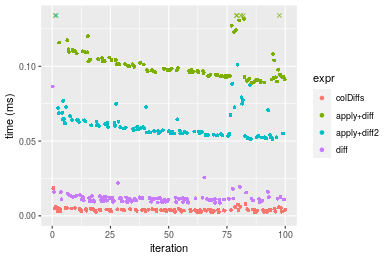 0.10
0.05
0.00
time (ms)
0
25
50
75
100
iteration
expr
colDiffs
apply+diff
apply+diff2
diff